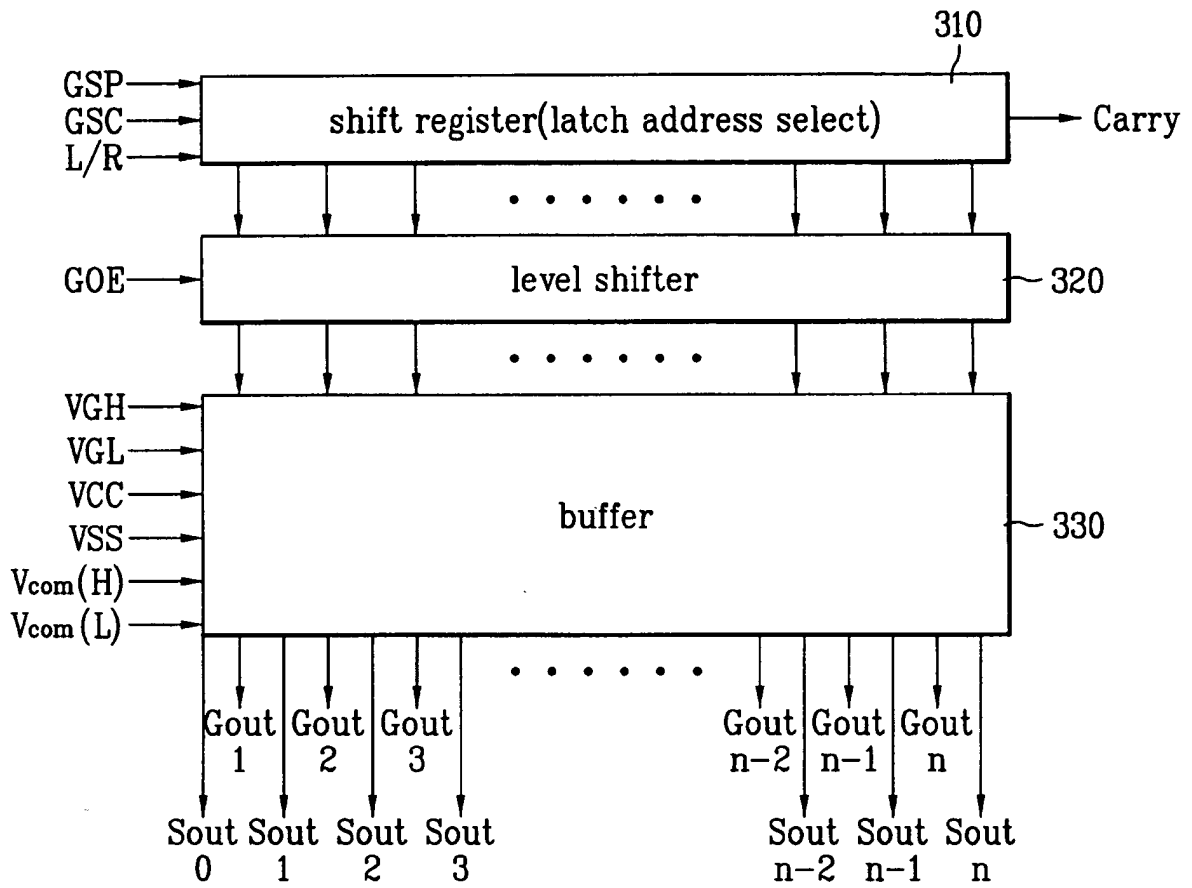 310
GSP
GSC
L/R
shift register(latch address select)
Carry
GOE
level shifter
320
VGH
VGL
VCC
VSS
Vcom(H)
Vcom(L)
buffer
330
Gout Gout Gout Gout Gout Gout
1 2 3 n-2 n-1 n
Sout Sout Sout Sout Sout Sout Sout
0 1 2 3 n-2 n-1 n